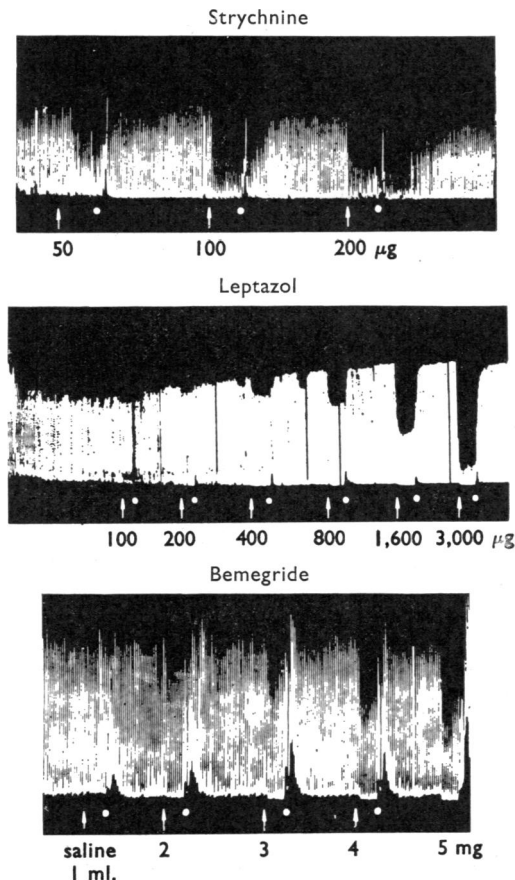 Strychnine
50 100 200 μg
Leptazol
100 200 400 800 1,600 3,000 μg
Bemegride
saline 2 3 4 5 mg
1 ml.